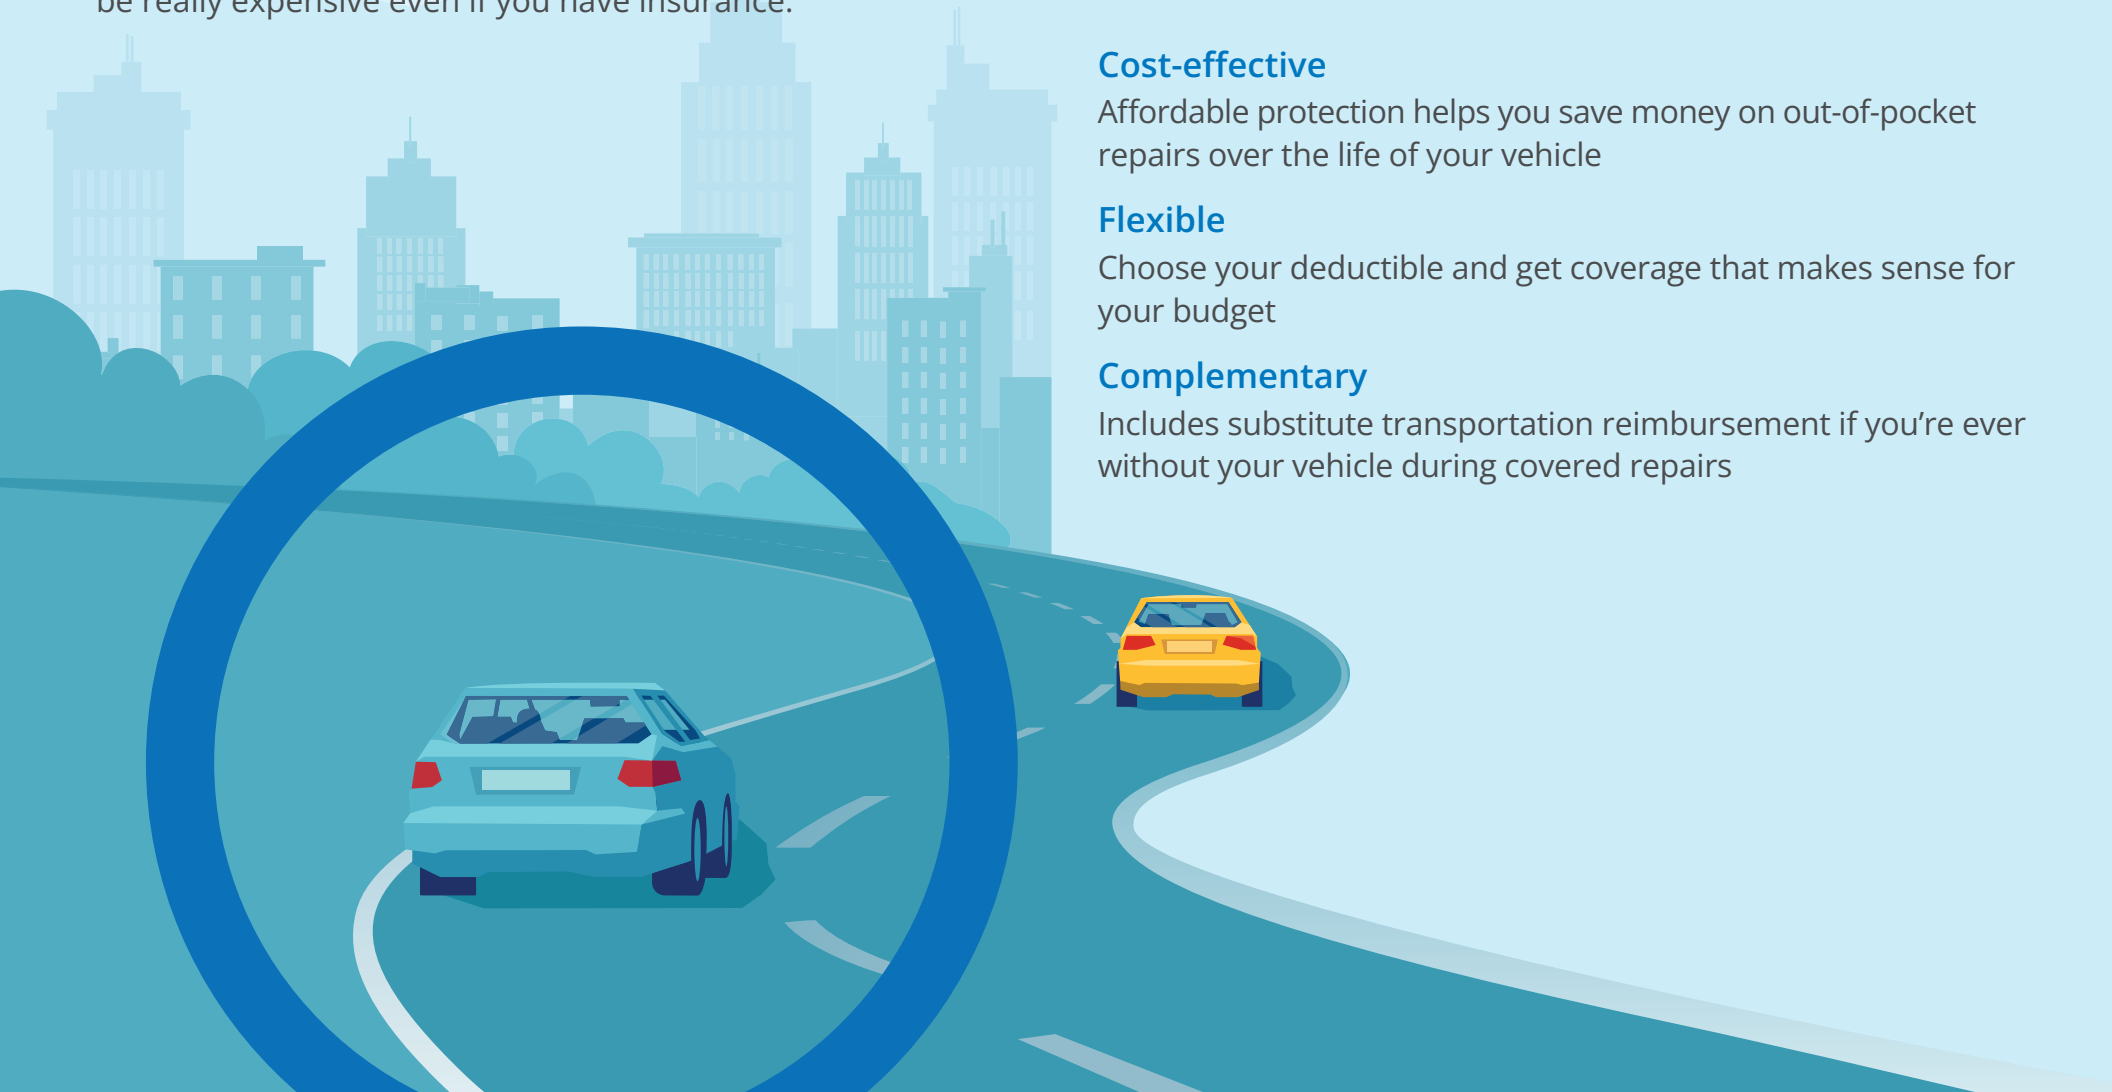 be really expensive even if you have insurance.
Cost-effective
Affordable protection helps you save money on out-of-pocket
repairs over the life of your vehicle
Flexible
Choose your deductible and get coverage that makes sense for
your budget
Complementary
Includes substitute transportation reimbursement if you’re ever
without your vehicle during covered repairs